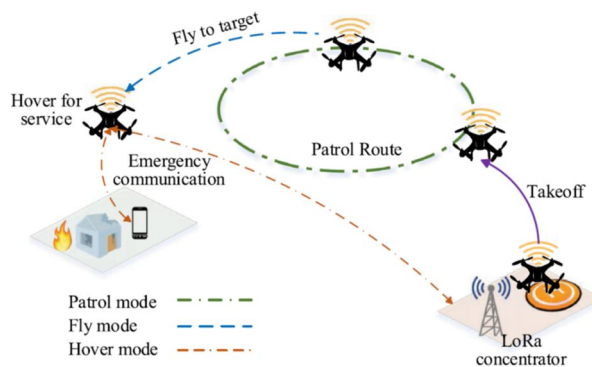 Fly to target
Hover for
service
Patrol Route
Emergency
communication
Takeoff
Patrol mode
Fly mode
Hover mode
LoRa
concentrator